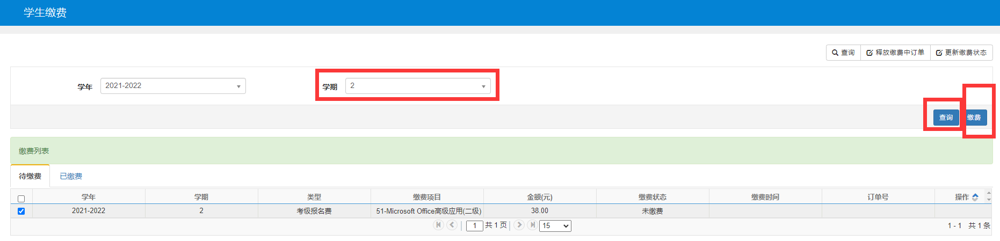 学生缴费
查询 释放缴费中订单 更新缴费状态
学年 2021-2022 学期 2
查询 缴费
缴费列表
待缴费 已缴费
学年 学期 类型 缴费项目 金额(元) 缴费状态 缴费时间 订单号 操作
2021-2022 2 考级报名费 51-Microsoft Office高级应用(二级) 38.00 未缴费
1 共 1 页 15 1 - 1 共 1 条